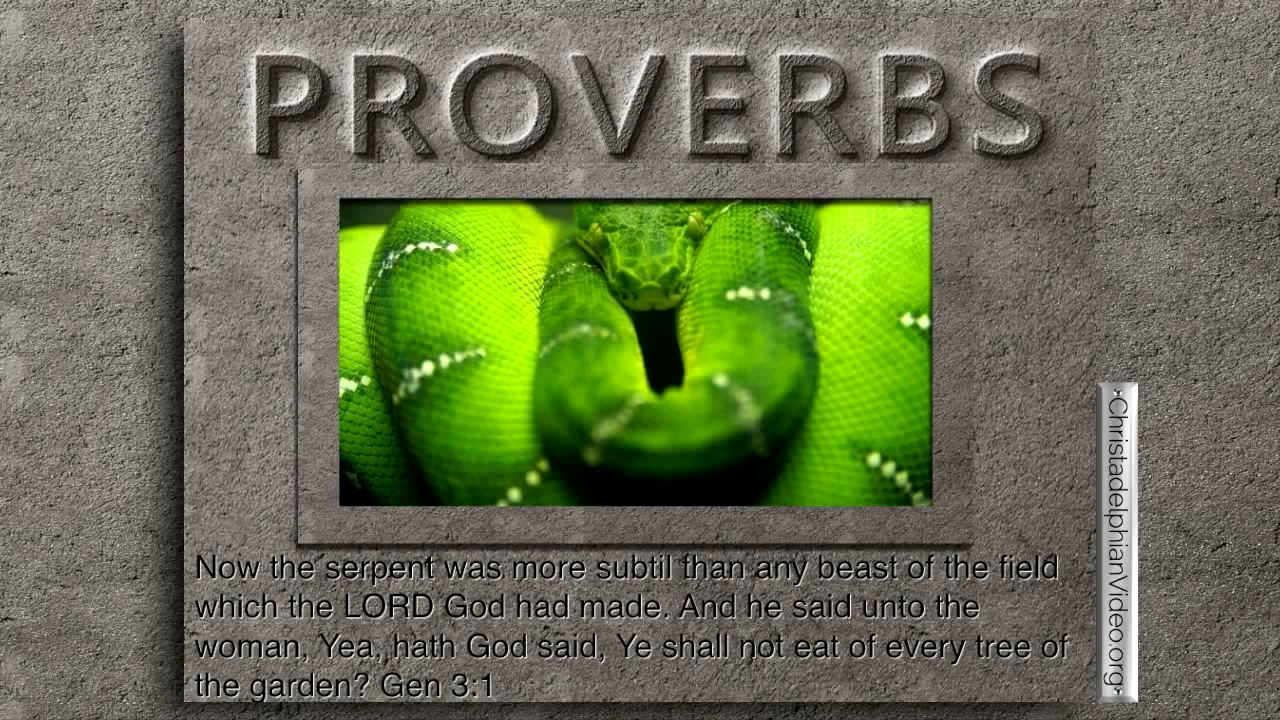 PROVERBS
Now the serpent was more subtil than any beast of the field
which the LORD God had made. And he said unto the
woman, Yea, hath God said, Ye shall not eat of every tree of
the garden? Gen 3:1
ChristadelphianVideo.org